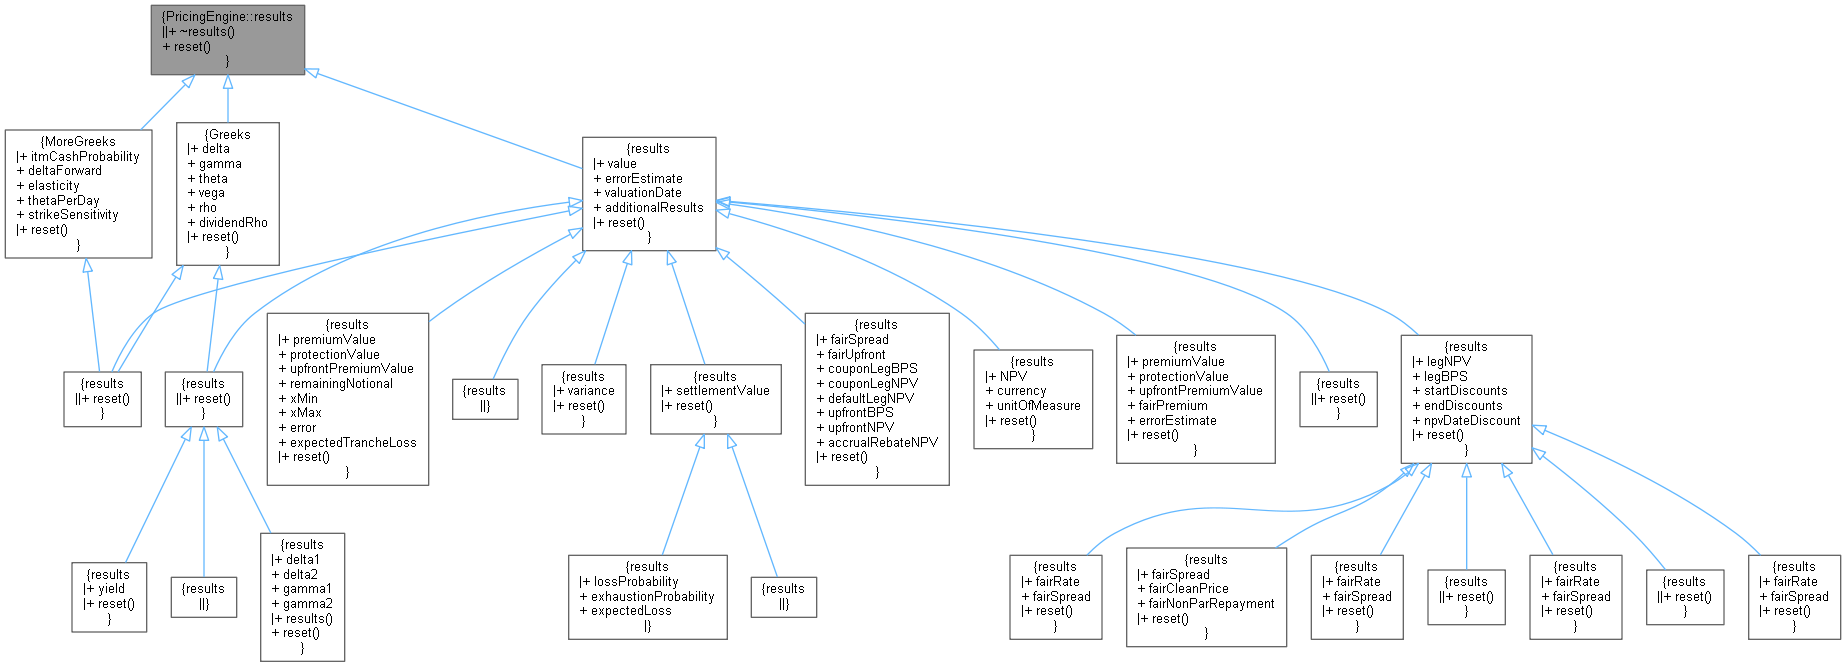 {PricingEngine::results
||+ ~results()
+ reset()
}
{MoreGreeks
|+ itmCashProbability
+ deltaForward
+ elasticity
+ thetaPerDay
+ strikeSensitivity
|+ reset()
}
{Greeks
|+ delta
+ gamma
+ theta
+ vega
+ rho
+ dividendRho
|+ reset()
}
{results
|+ value
+ errorEstimate
+ valuationDate
+ additionalResults
|+ reset()
}
{results
||+ reset()
}
{results
||+ reset()
}
{results
|+ premiumValue
+ protectionValue
+ upfrontPremiumValue
+ remainingNotional
+ xMin
+ xMax
+ error
+ expectedTrancheLoss
|+ reset()
}
{results
||}
{results
|+ variance
|+ reset()
}
{results
|+ settlementValue
|+ reset()
}
{results
|+ fairSpread
+ fairUpfront
+ couponLegBPS
+ couponLegNPV
+ defaultLegNPV
+ upfrontBPS
+ upfrontNPV
+ accrualRebateNPV
|+ reset()
}
{results
|+ NPV
+ currency
+ unitOfMeasure
|+ reset()
}
{results
|+ premiumValue
+ protectionValue
+ upfrontPremiumValue
+ fairPremium
+ errorEstimate
|+ reset()
}
{results
||+ reset()
}
{results
|+ legNPV
+ legBPS
+ startDiscounts
+ endDiscounts
+ npvDateDiscount
|+ reset()
}
{results
|+ yield
|+ reset()
}
{results
||}
{results
|+ delta1
+ delta2
+ gamma1
+ gamma2
|+ results()
+ reset()
}
{results
|+ lossProbability
+ exhaustionProbability
+ expectedLoss
|}
{results
||}
{results
|+ fairRate
+ fairSpread
|+ reset()
}
{results
|+ fairSpread
+ fairCleanPrice
+ fairNonParRepayment
|+ reset()
}
{results
|+ fairRate
+ fairSpread
|+ reset()
}
{results
||+ reset()
}
{results
|+ fairRate
+ fairSpread
|+ reset()
}
{results
||+ reset()
}
{results
|+ fairRate
+ fairSpread
|+ reset()
}